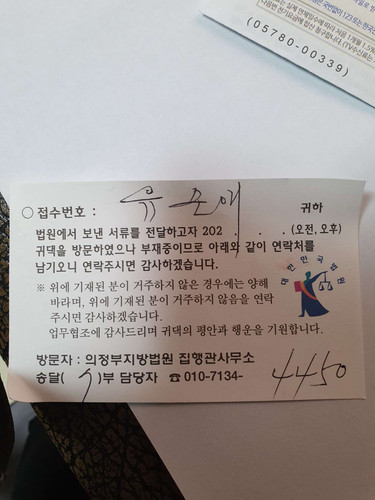 (05780-00339)
○ 접수번호 : 유 존 애 귀하
법원에서 보낸 서류를 전달하고자 202 . . . (오전, 오후)
귀댁을 방문하였으나 부재중이므로 아래와 같이 연락처를
남기오니 연락주시면 감사하겠습니다.
※ 위에 기재된 분이 거주하지 않은 경우에는 양해
바라며, 위에 기재된 분이 거주하지 않음을 연락
주시면 감사하겠습니다.
업무협조에 감사드리며 귀댁의 평안과 행운을 기원합니다.
대한민국법원
방문자 : 의정부지방법원 집행관사무소
송달( )부 담당자 ☎010-7134- 4450